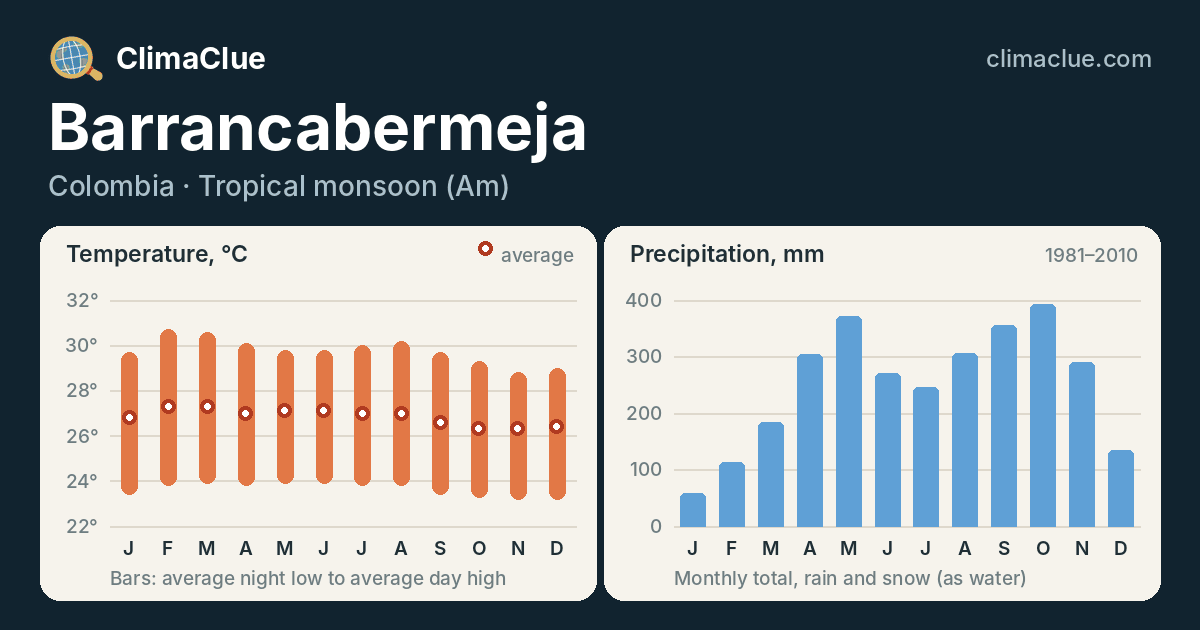 ClimaClue
climaclue.com
Barrancabermeja
Colombia · Tropical monsoon (Am)
Temperature, °C
average
32°
30°
28°
26°
24°
22°
J F M A M J J A S O N D
Bars: average night low to average day high
Precipitation, mm
1981–2010
400
300
200
100
0
J F M A M J J A S O N D
Monthly total, rain and snow (as water)